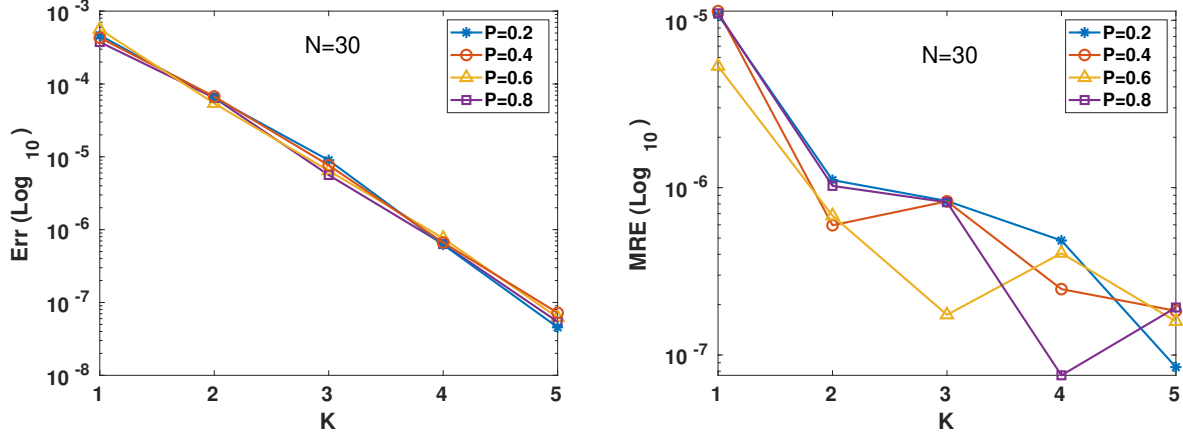 10 -3
10 -4
10 -5
10 -6
10 -7
10 -8
Err (Log 10 )
N=30
P=0.2
P=0.4
P=0.6
P=0.8
1 2 3 4 5
K
10 -5
10 -6
10 -7
MRE (Log 10 )
N=30
P=0.2
P=0.4
P=0.6
P=0.8
1 2 3 4 5
K